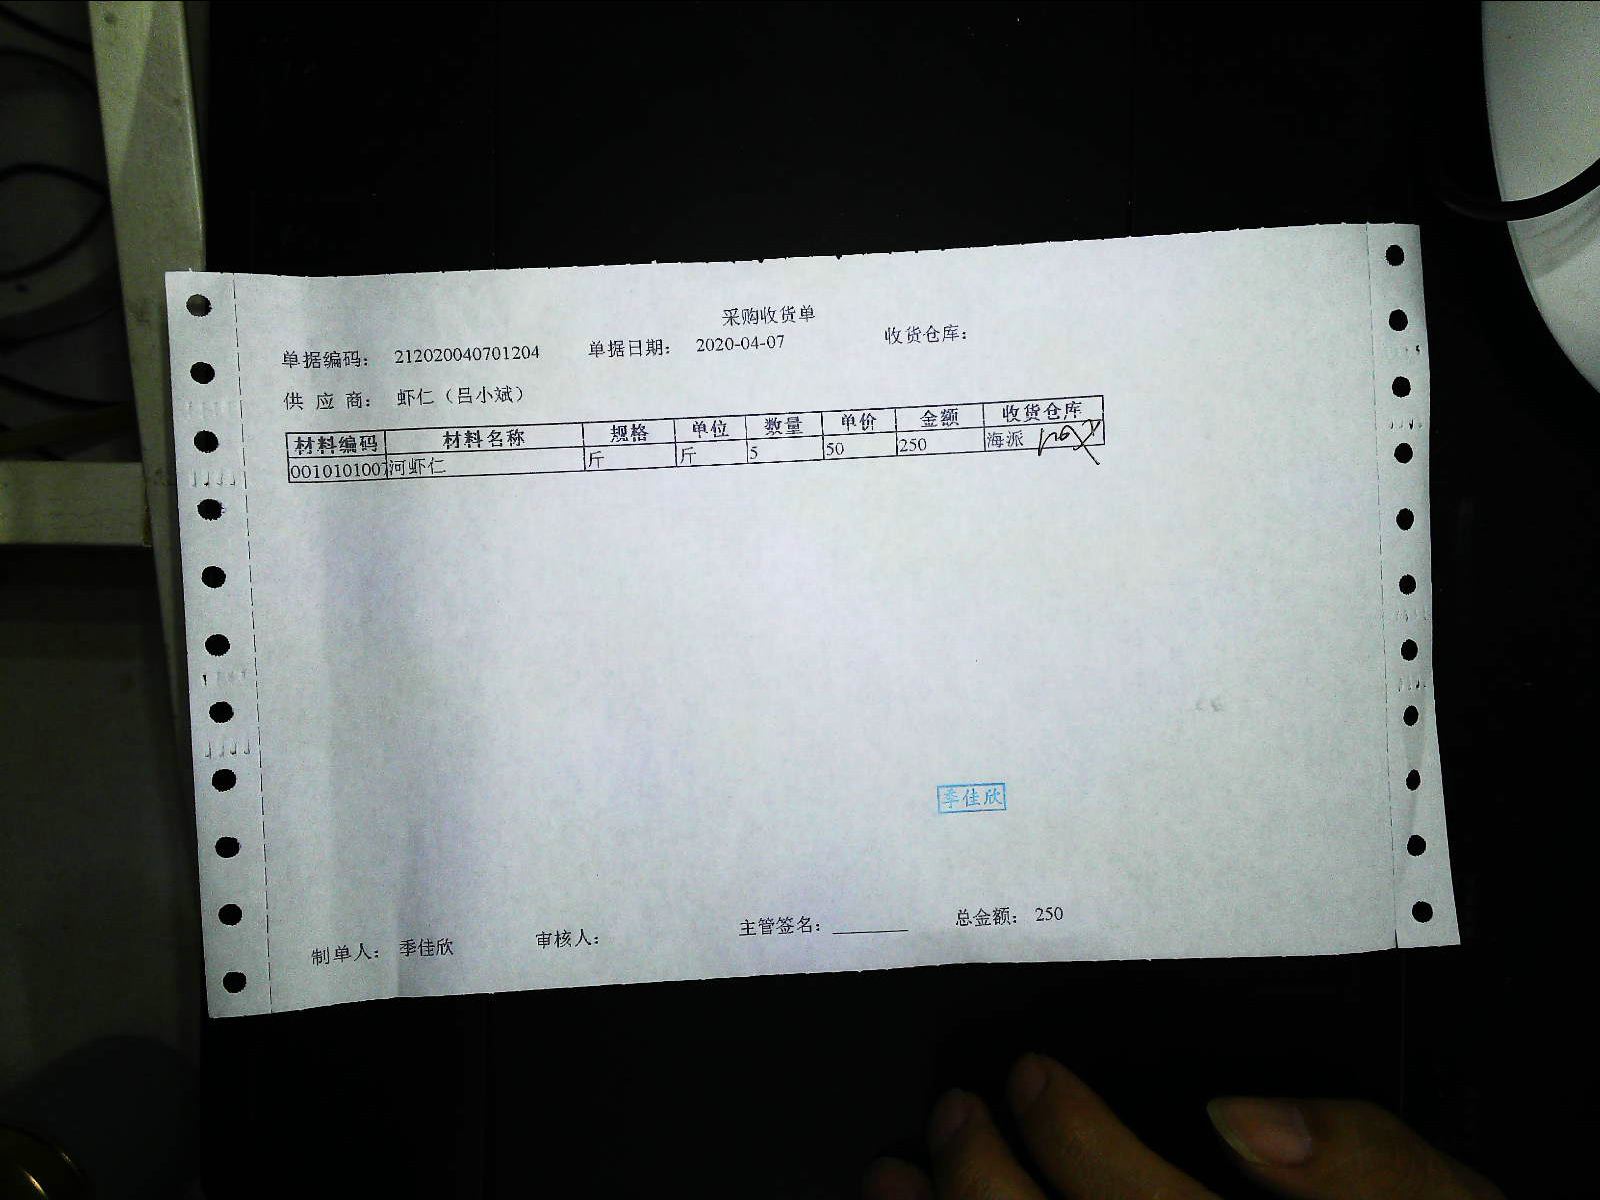 采购收货单
单据编码： 212020040701204 单据日期： 2020-04-07 收货仓库：
供 应 商： 虾仁（吕小斌）
材料编码 材料名称 规格 单位 数量 单价 金额 收货仓库
0010101007 河虾仁 斤 斤 5 50 250 海派
季佳欣
制单人： 季佳欣 审核人： 主管签名：________ 总金额： 250